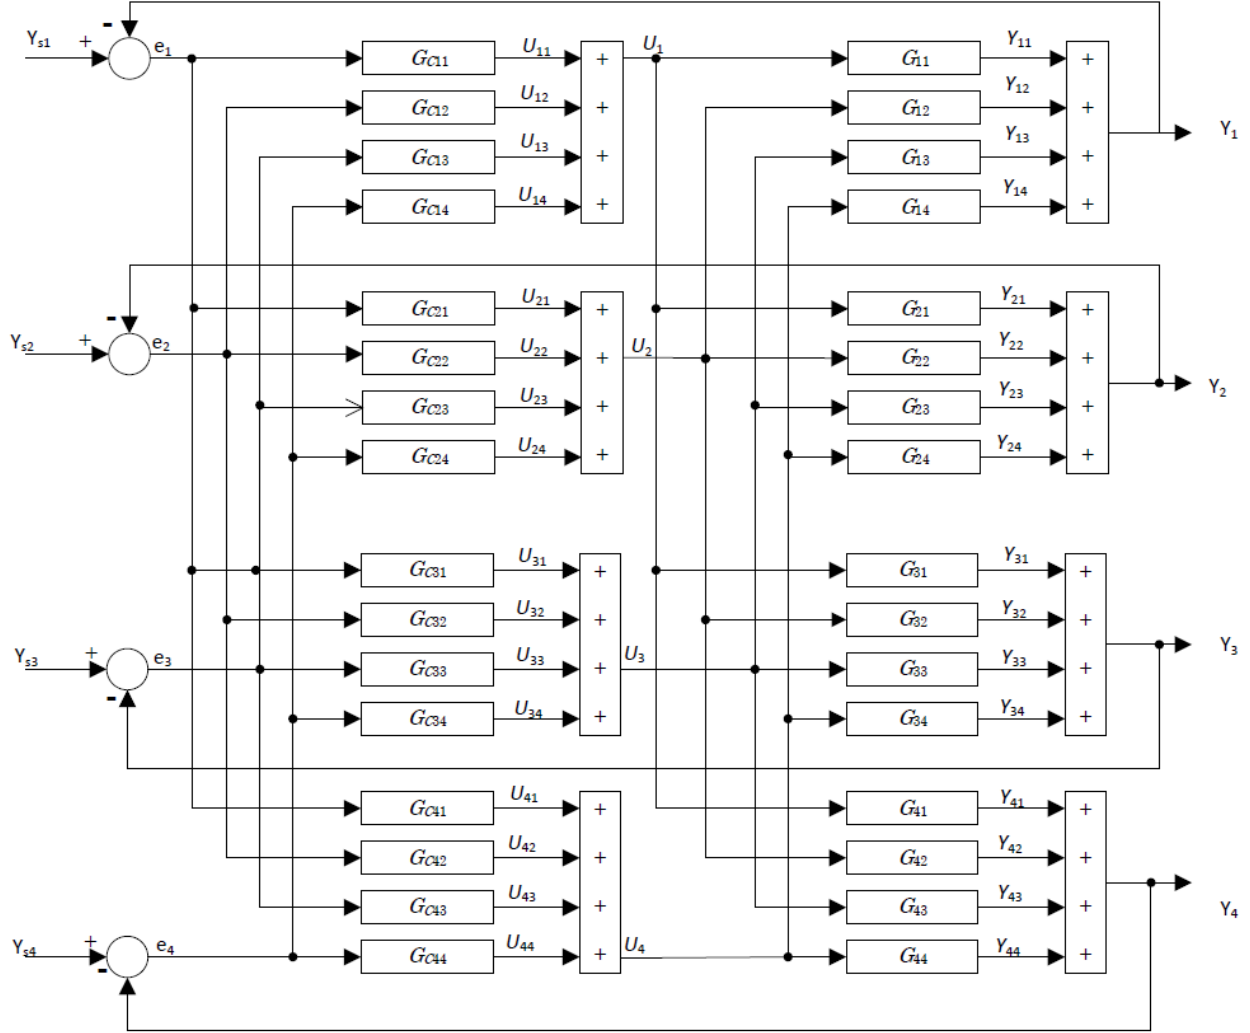 -
Ys1 + e1 GC11 U11 + U1 G11 Y11 +
GC12 U12 + G12 Y12 +
Y1
GC13 U13 + G13 Y13 +
GC14 U14 + G14 Y14 +
-
GC21 U21 + G21 Y21 +
Ys2 + e2 GC22 U22 + U2 G22 Y22 +
Y2
GC23 U23 + G23 Y23 +
GC24 U24 + G24 Y24 +
GC31 U31 + G31 Y31 +
GC32 U32 + G32 Y32 +
Y3
Ys3 + e3 GC33 U33 + U3 G33 Y33 +
-
GC34 U34 + G34 Y34 +
GC41 U41 + G41 Y41 +
GC42 U42 + G42 Y42 +
GC43 U43 + G43 Y43 +
Y4
Ys4 + e4 GC44 U44 + U4 G44 Y44 +
-